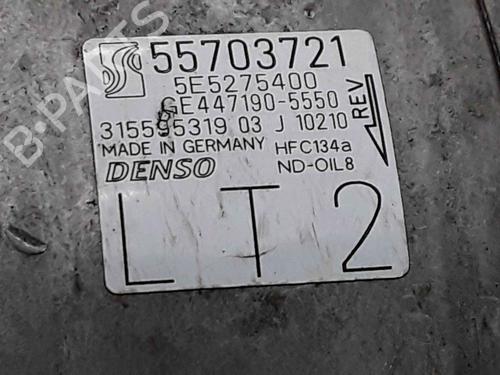 55703721
5E5275400
GE447190-5550
315595319 03 J 10210
REV
MADE IN GERMANY HFC134a
DENSO ND-OIL8
LT2
B-PARTS